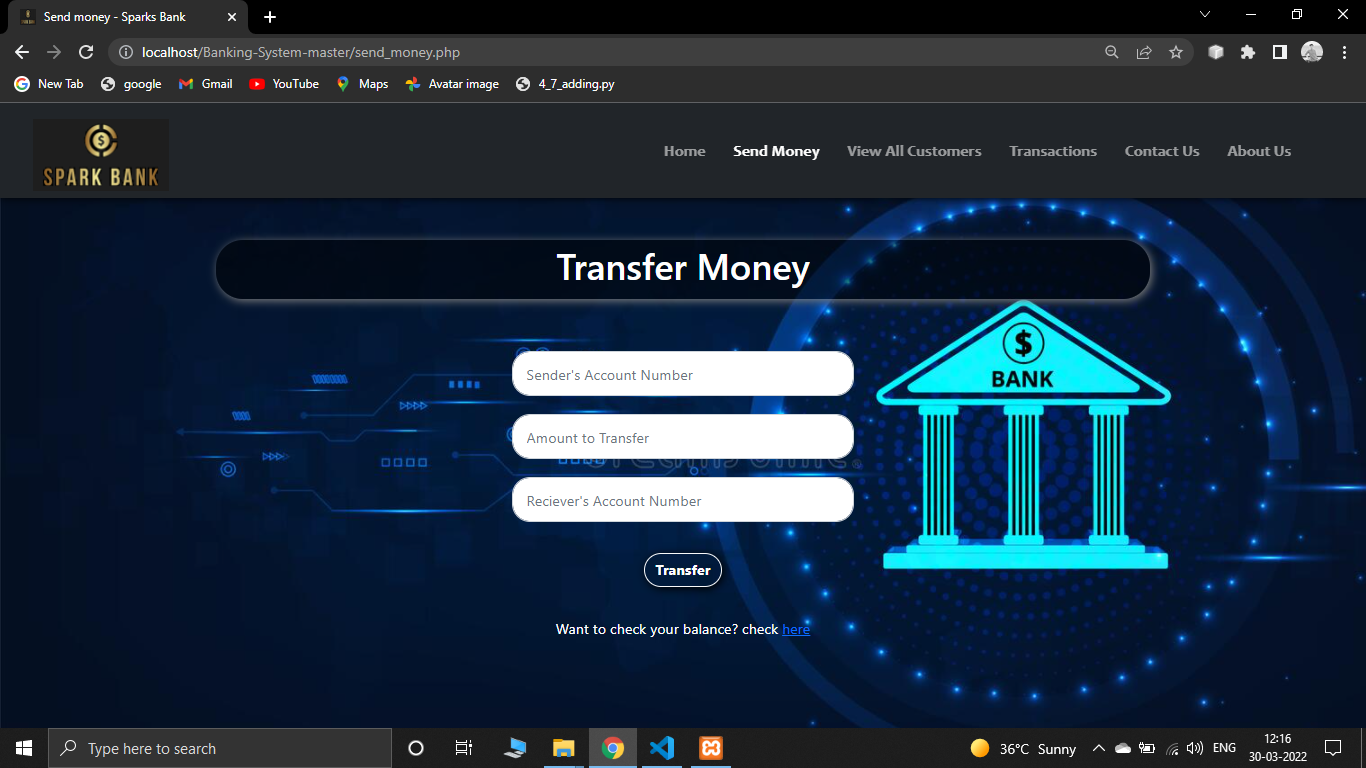 Send money - Sparks Bank
localhost/Banking-System-master/send_money.php
New Tab google Gmail YouTube Maps Avatar image 4_7_adding.py
$
SPARK BANK
Home Send Money View All Customers Transactions Contact Us About Us
Transfer Money
$
BANK
Sender's Account Number
Amount to Transfer
Reciever's Account Number
Transfer
Want to check your balance? check here
Type here to search
36°C Sunny
ENG
12:16
30-03-2022